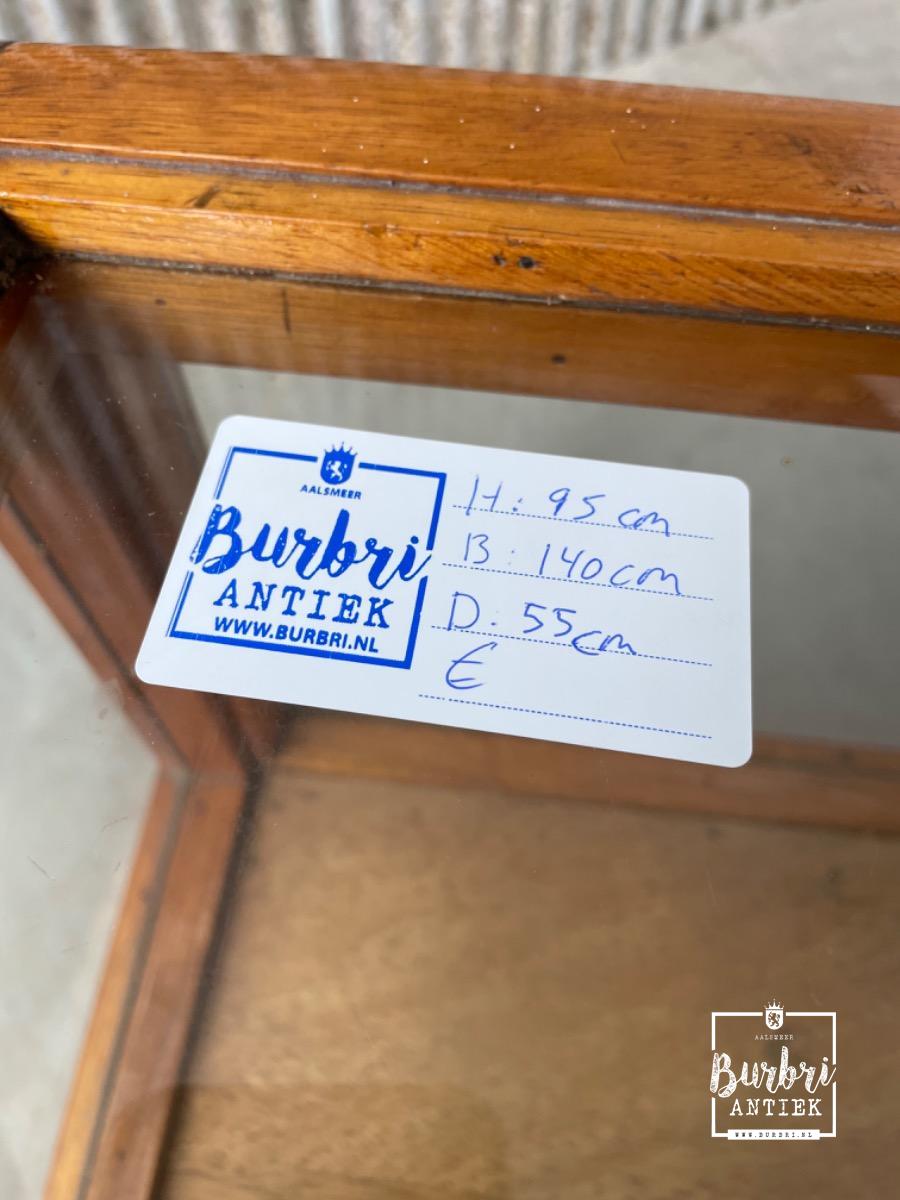 AALSMEER
Burbri
ANTIEK
WWW.BURBRI.NL
H: 95 cm
B: 140 cm
D: 55 cm
€
AALSMEER
Burbri
ANTIEK
WWW.BURBRI.NL